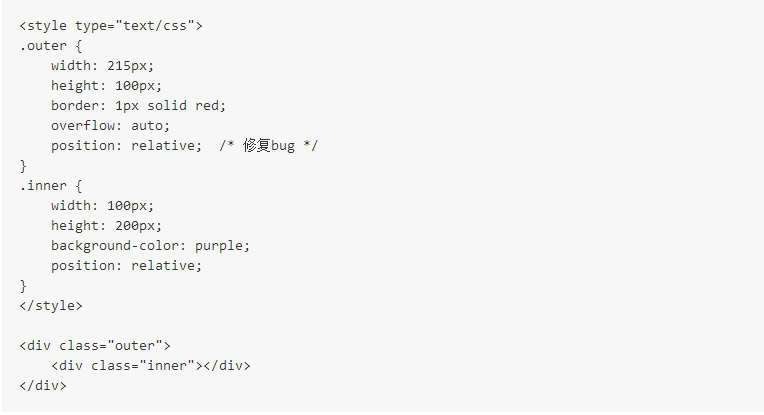 <style type="text/css">
.outer {
    width: 215px;
    height: 100px;
    border: 1px solid red;
    overflow: auto;
    position: relative;  /* 修复bug */
}
.inner {
    width: 100px;
    height: 200px;
    background-color: purple;
    position: relative;
}
</style>

<div class="outer">
    <div class="inner"></div>
</div>